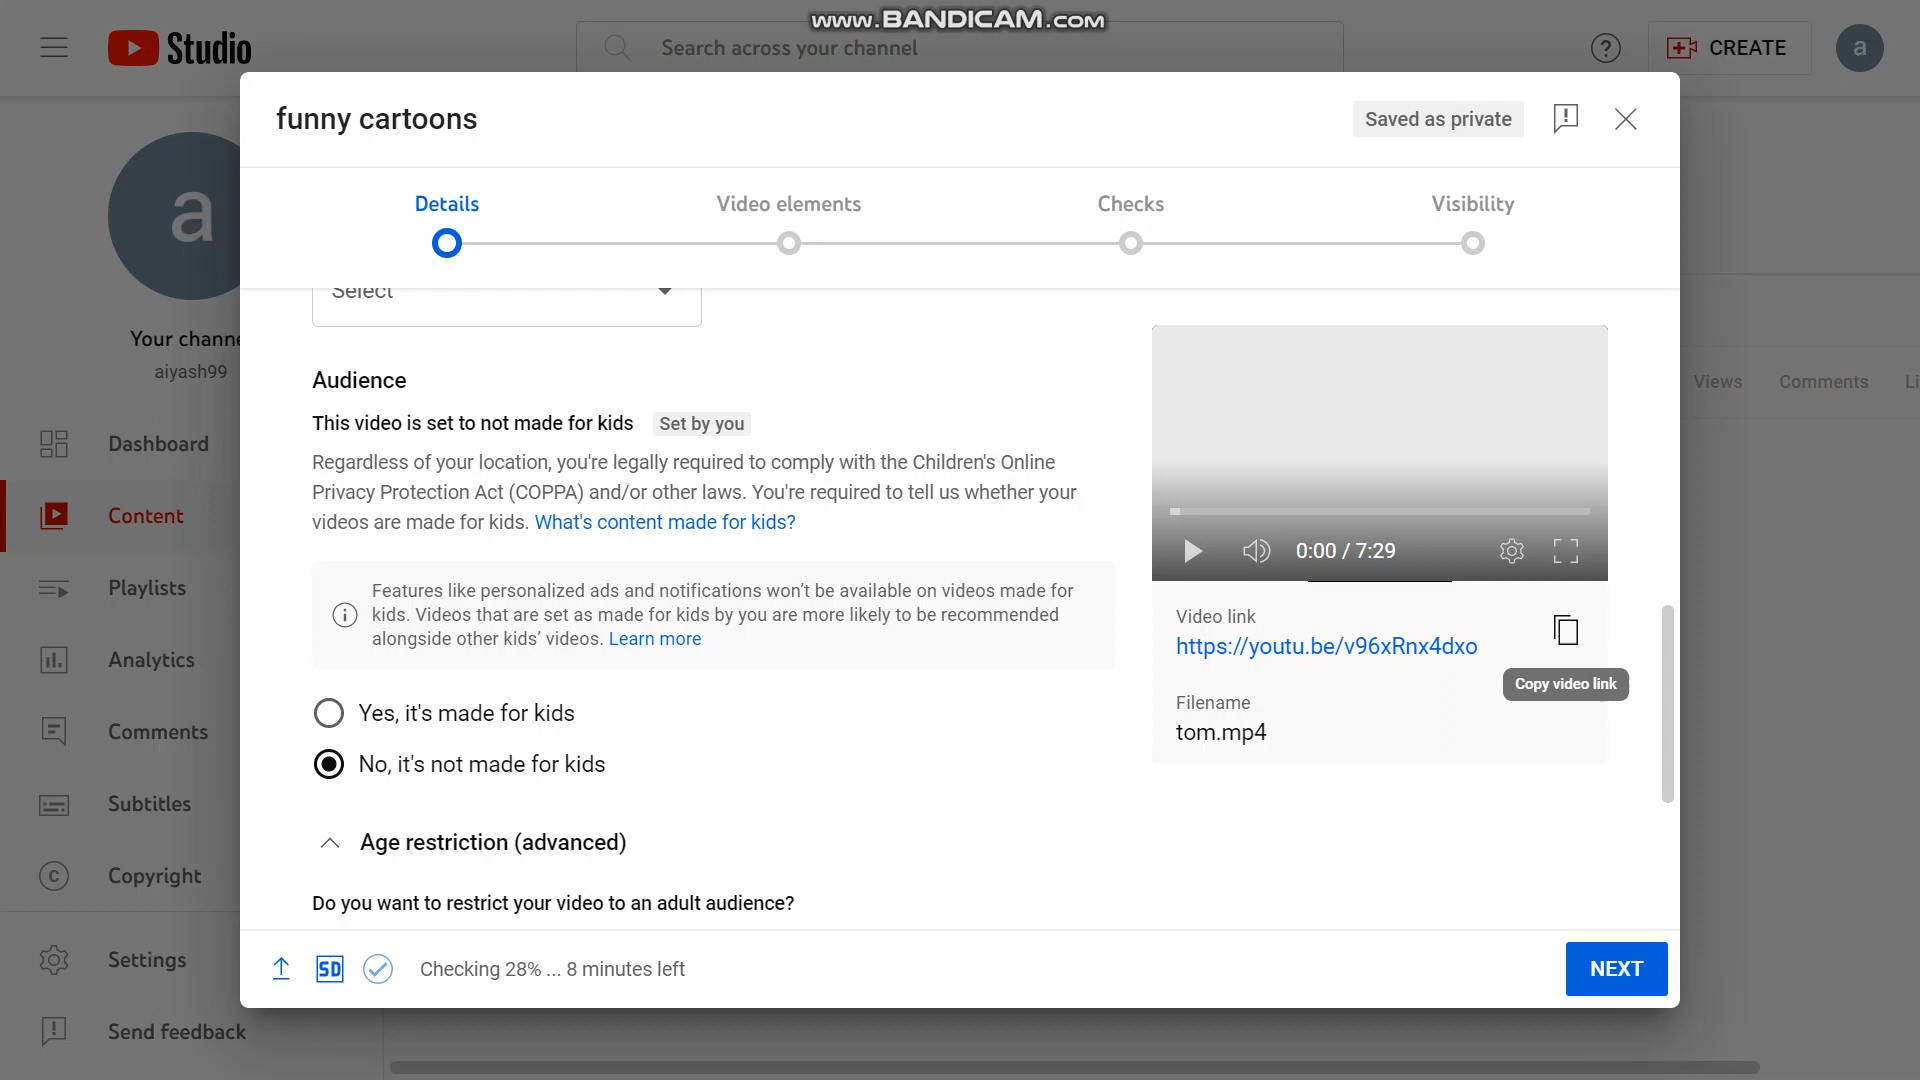 www.BANDICAM.com
Studio
Search across your channel
?
CREATE
a
funny cartoons
Saved as private
Details
Video elements
Checks
Visibility
a
Your channe
aiyash99
Dashboard
Content
Playlists
Analytics
Comments
Subtitles
Copyright
Settings
Send feedback
Select
Audience
This video is set to not made for kids Set by you
Regardless of your location, you're legally required to comply with the Children's Online
Privacy Protection Act (COPPA) and/or other laws. You're required to tell us whether your
videos are made for kids. What's content made for kids?
Features like personalized ads and notifications won’t be available on videos made for
kids. Videos that are set as made for kids by you are more likely to be recommended
alongside other kids’ videos. Learn more
Yes, it's made for kids
No, it's not made for kids
Age restriction (advanced)
Do you want to restrict your video to an adult audience?
0:00 / 7:29
Video link
https://youtu.be/v96xRnx4dxo
Copy video link
Filename
tom.mp4
Views
Comments
Li
SD
Checking 28% ... 8 minutes left
NEXT